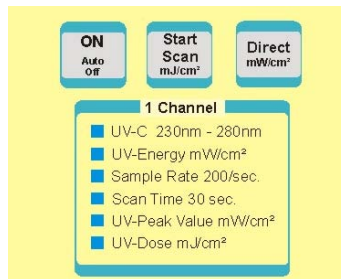 ON
Auto
Off
Start
Scan
mJ/cm²
Direct
mW/cm²
1 Channel
UV-C 230nm - 280nm
UV-Energy mW/cm²
Sample Rate 200/sec.
Scan Time 30 sec.
UV-Peak Value mW/cm²
UV-Dose mJ/cm²